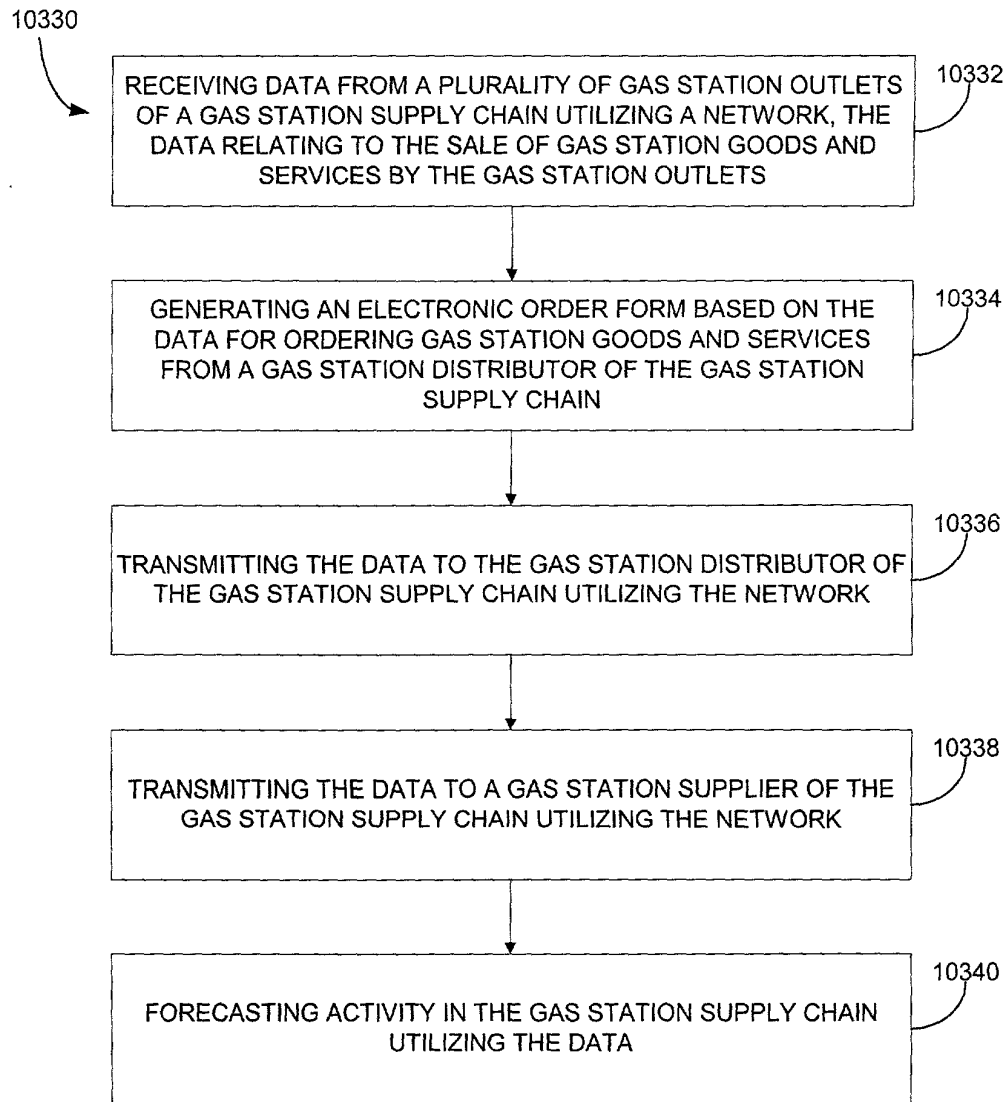 10330
RECEIVING DATA FROM A PLURALITY OF GAS STATION OUTLETS
OF A GAS STATION SUPPLY CHAIN UTILIZING A NETWORK, THE
DATA RELATING TO THE SALE OF GAS STATION GOODS AND
SERVICES BY THE GAS STATION OUTLETS
10332
GENERATING AN ELECTRONIC ORDER FORM BASED ON THE
DATA FOR ORDERING GAS STATION GOODS AND SERVICES
FROM A GAS STATION DISTRIBUTOR OF THE GAS STATION
SUPPLY CHAIN
10334
TRANSMITTING THE DATA TO THE GAS STATION DISTRIBUTOR OF
THE GAS STATION SUPPLY CHAIN UTILIZING THE NETWORK
10336
TRANSMITTING THE DATA TO A GAS STATION SUPPLIER OF THE
GAS STATION SUPPLY CHAIN UTILIZING THE NETWORK
10338
FORECASTING ACTIVITY IN THE GAS STATION SUPPLY CHAIN
UTILIZING THE DATA
10340